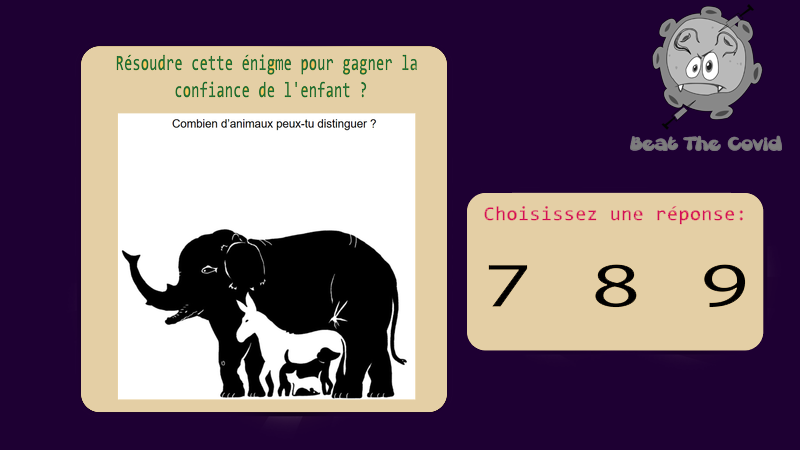 Résoudre cette énigme pour gagner la
confiance de l'enfant ?
Combien d'animaux peux-tu distinguer ?
Beat The Covid
Choisissez une réponse:
7 8 9